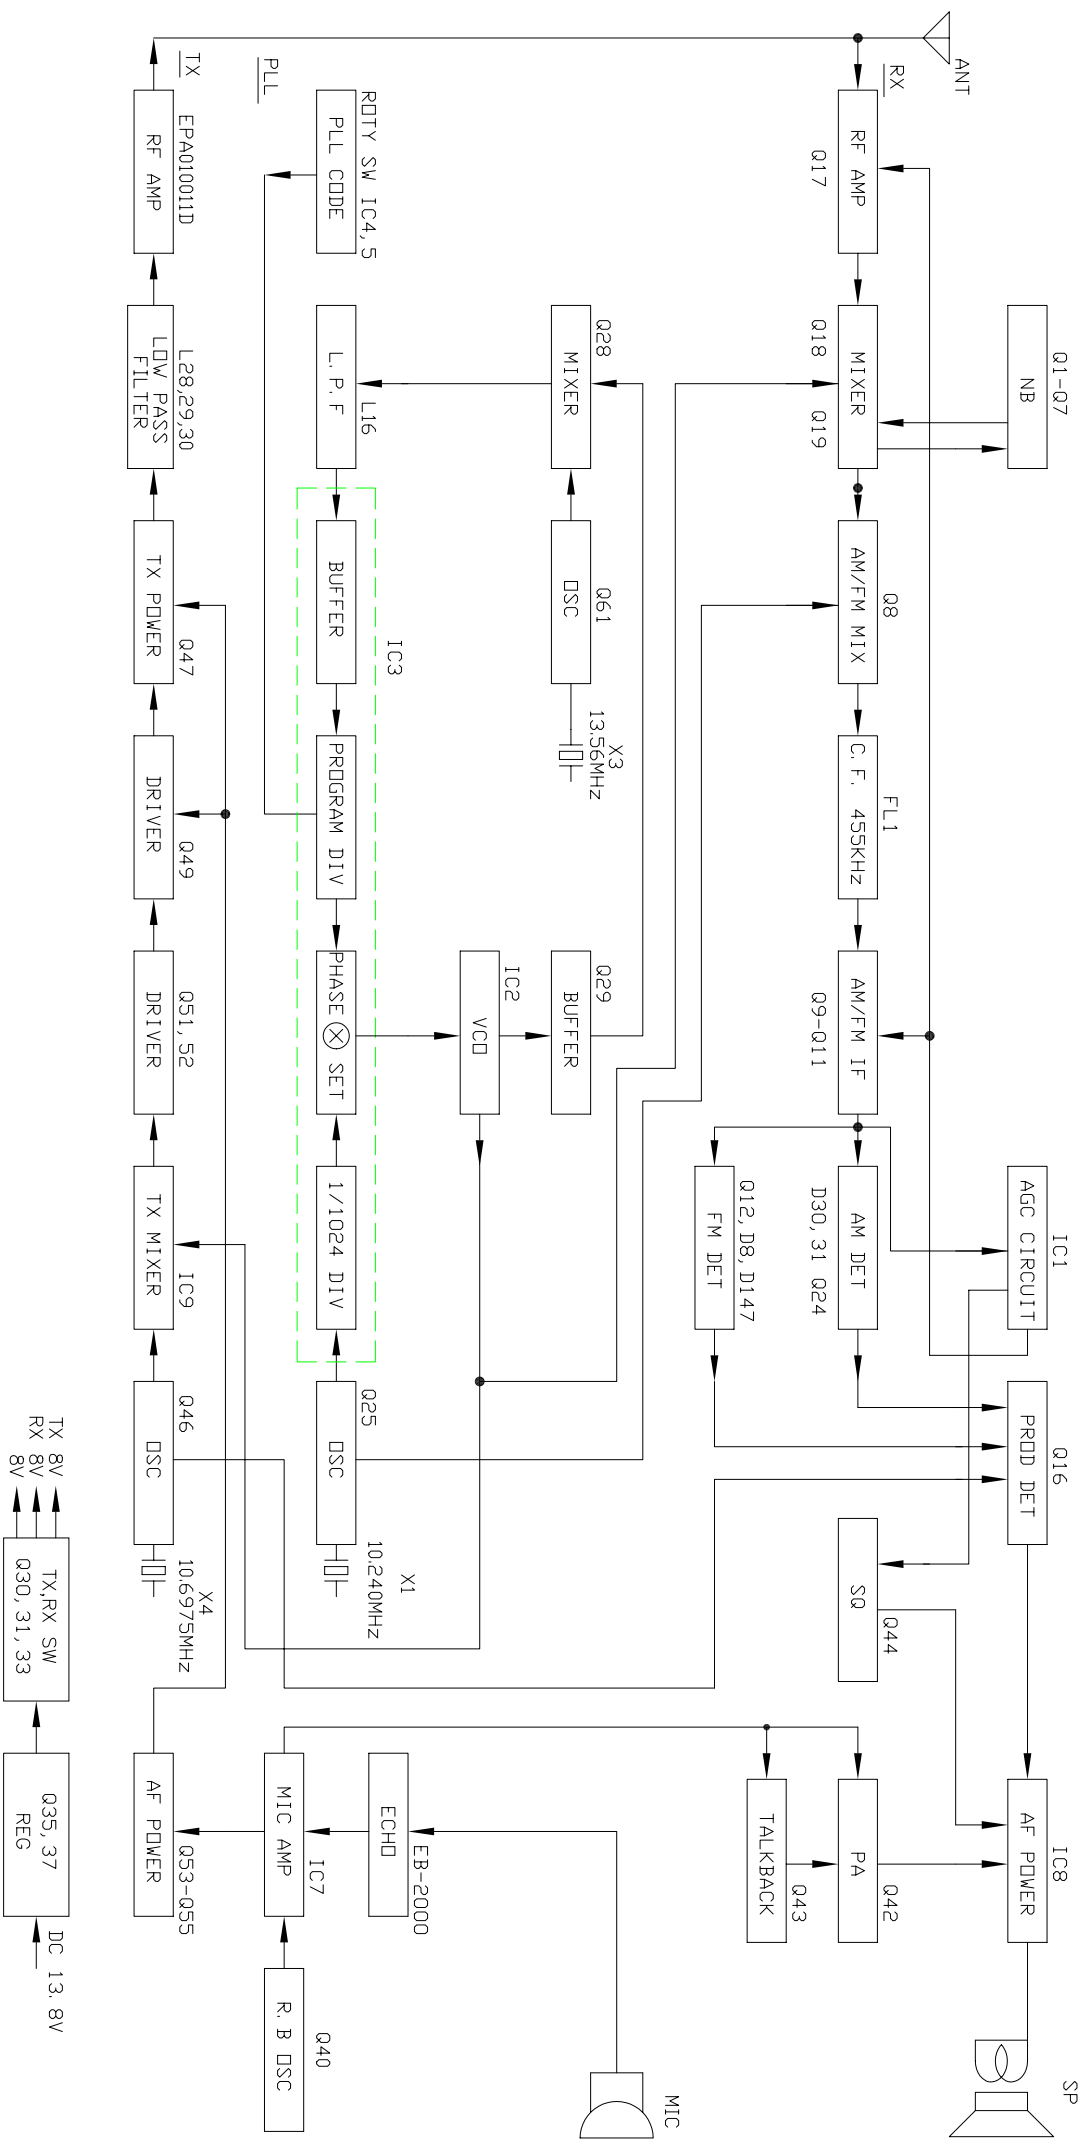 ANT
RX
RF AMP
Q17
Q1-Q7
NB
MIXER
Q18
Q19
Q8
AM/FM MIX
FL1
C. F. 455KHz
AM/FM IF
Q9-Q11
IC1
AGC CIRCUIT
AM DET
D30, 31 Q24
Q12, D8, D147
FM DET
Q16
PROD DET
SQ
Q44
IC8
AF POWER
SP
PA
Q42
TALKBACK
Q43
MIC
Q28
MIXER
Q61
OSC
X3
13.56MHz
Q29
BUFFER
IC2
VCO
PLL
ROTY SW IC4, 5
PLL CODE
L. P. F
L16
IC3
BUFFER
PROGRAM DIV
PHASE SET
1/1024 DIV
Q25
OSC
X1
10.240MHz
EB-2000
ECHO
MIC AMP
IC7
Q40
R. B OSC
TX
EPA010011D
RF AMP
L28,29,30
LOW PASS
FILTER
TX POWER
Q47
DRIVER
Q49
Q51, 52
DRIVER
TX MIXER
IC9
Q46
OSC
X4
10.6975MHz
AF POWER
Q53-Q55
TX 8V
RX 8V
8V
TX,RX SW
Q30, 31, 33
Q35, 37
REG
DC 13. 8V